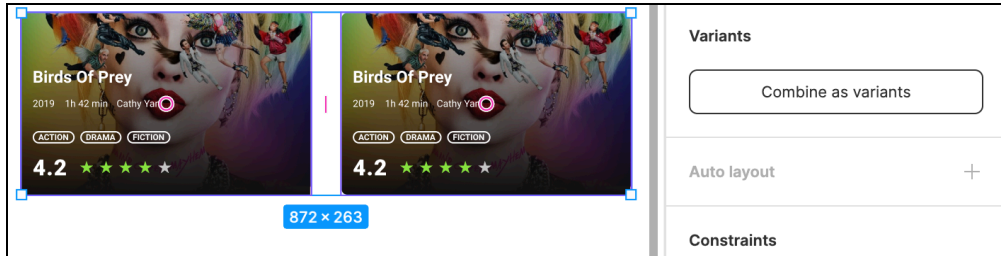 Birds Of Prey
2019 1h 42 min Cathy Yan
ACTION DRAMA FICTION
4.2
Birds Of Prey
2019 1h 42 min Cathy Yan
ACTION DRAMA FICTION
4.2
872 × 263
Variants
Combine as variants
Auto layout
Constraints